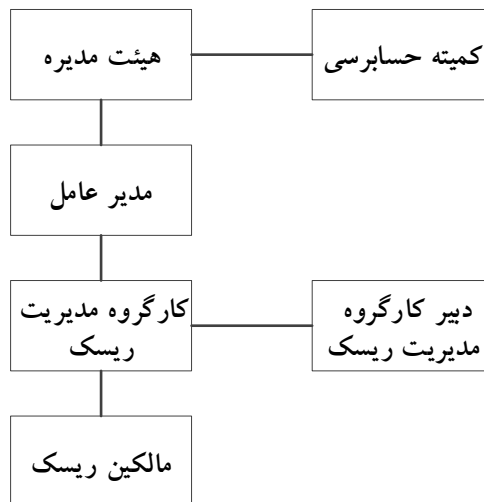 هیئت مدیره
کمیته حسابرسی
مدیر عامل
کارگروه مدیریت
ریسک
دبیر کارگروه
مدیریت ریسک
مالکین ریسک